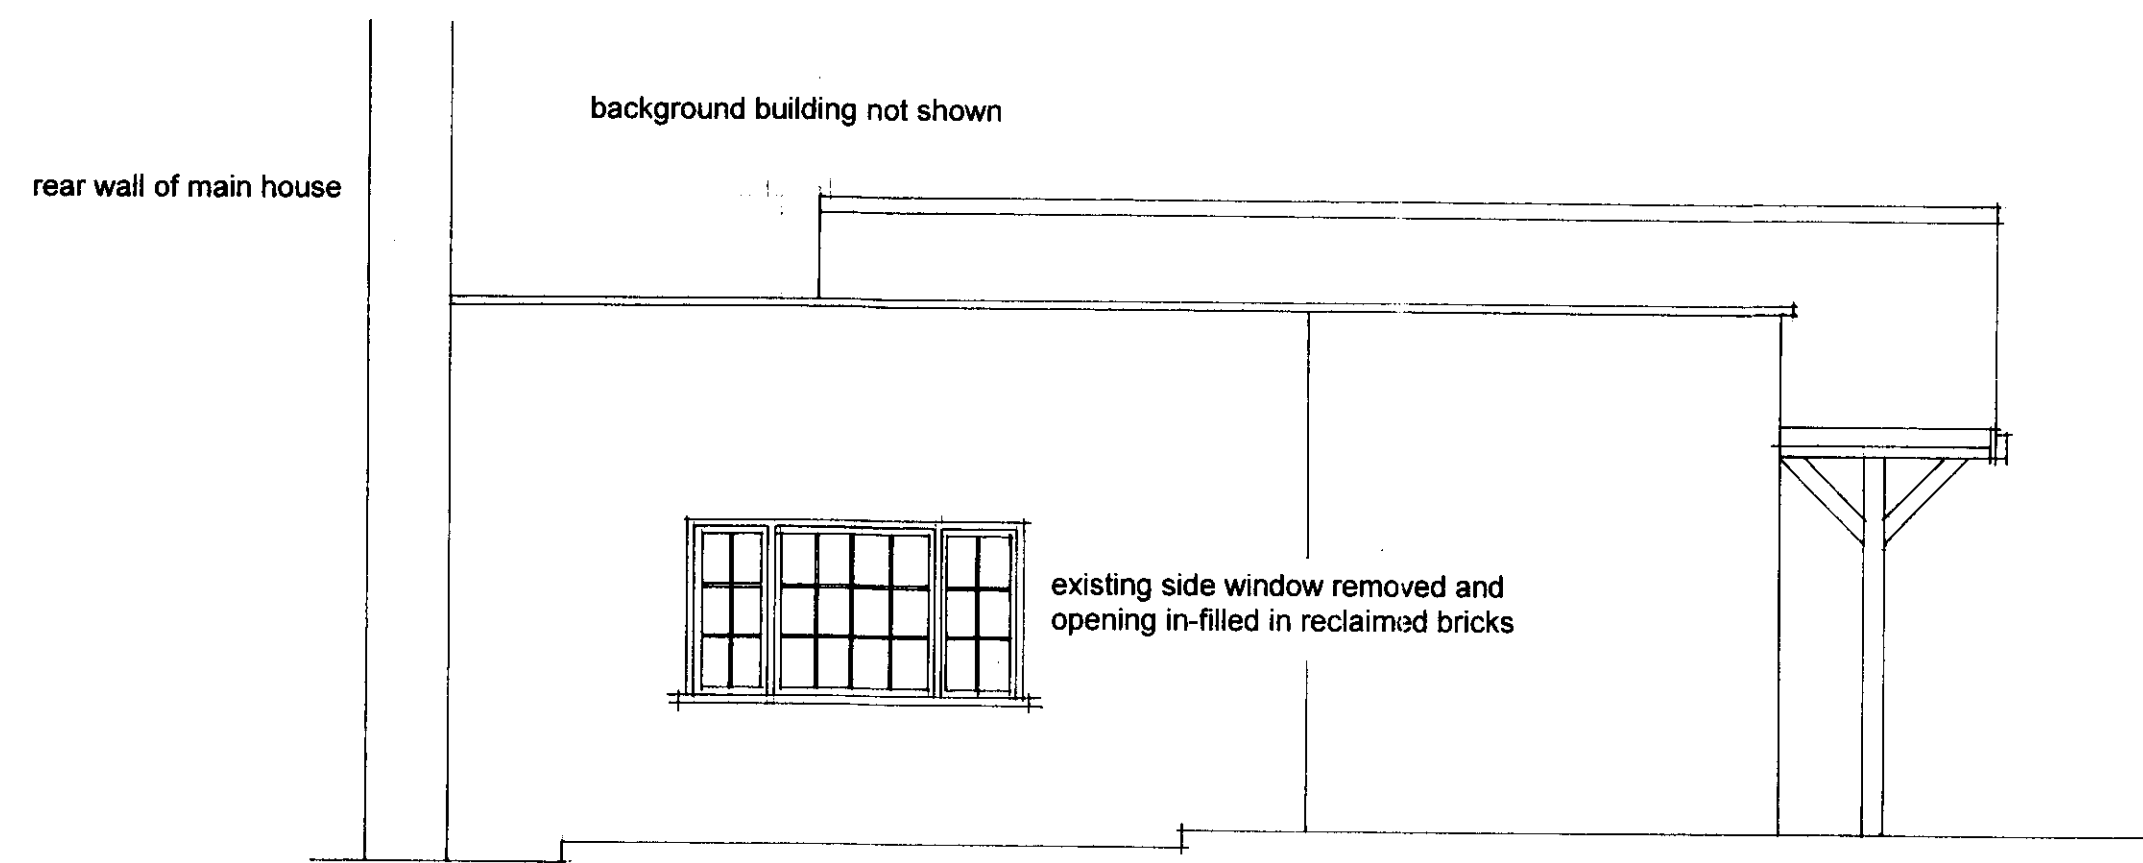 background building not shown
rear wall of main house
existing side window removed and
opening in-filled in reclaimed bricks